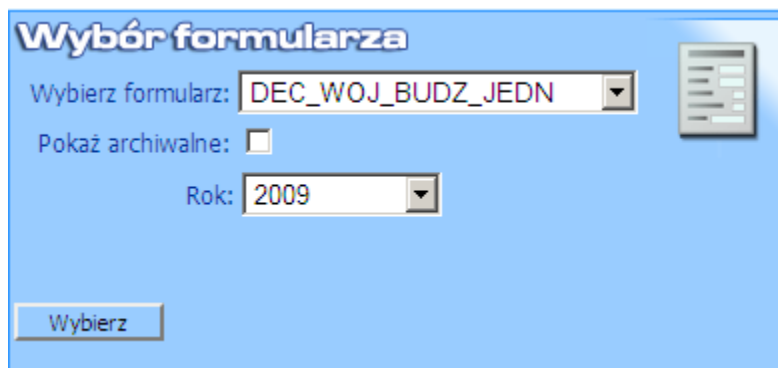 Wybór formularza
Wybierz formularz: DEC_WOJ_BUDZ_JEDN
Pokaż archiwalne:
Rok: 2009
Wybierz